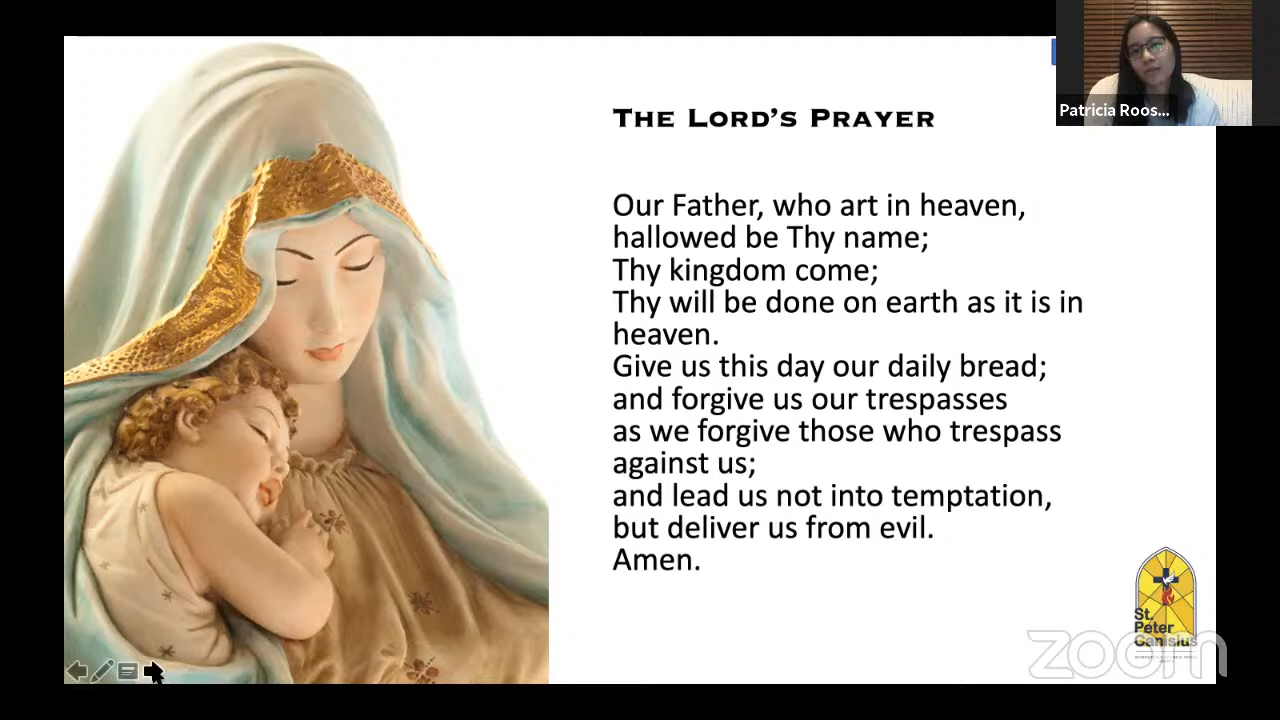 THE LORD'S PRAYER
Patricia Roos...
Our Father, who art in heaven,
hallowed be Thy name;
Thy kingdom come;
Thy will be done on earth as it is in
heaven.
Give us this day our daily bread;
and forgive us our trespasses
as we forgive those who trespass
against us;
and lead us not into temptation,
but deliver us from evil.
Amen.
St.
Peter
Canisius
zoom